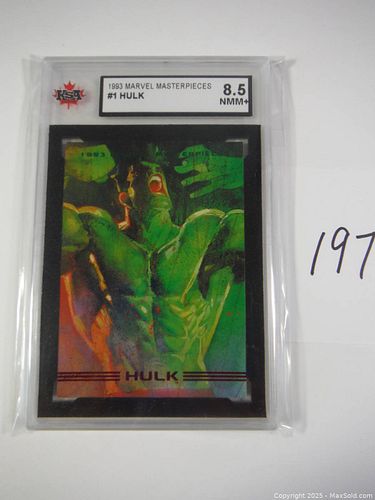 KSA
1993 MARVEL MASTERPIECES
#1 HULK
8.5
NMM+
1993
HULK
197
Copyright 2025 - MaxSold.com